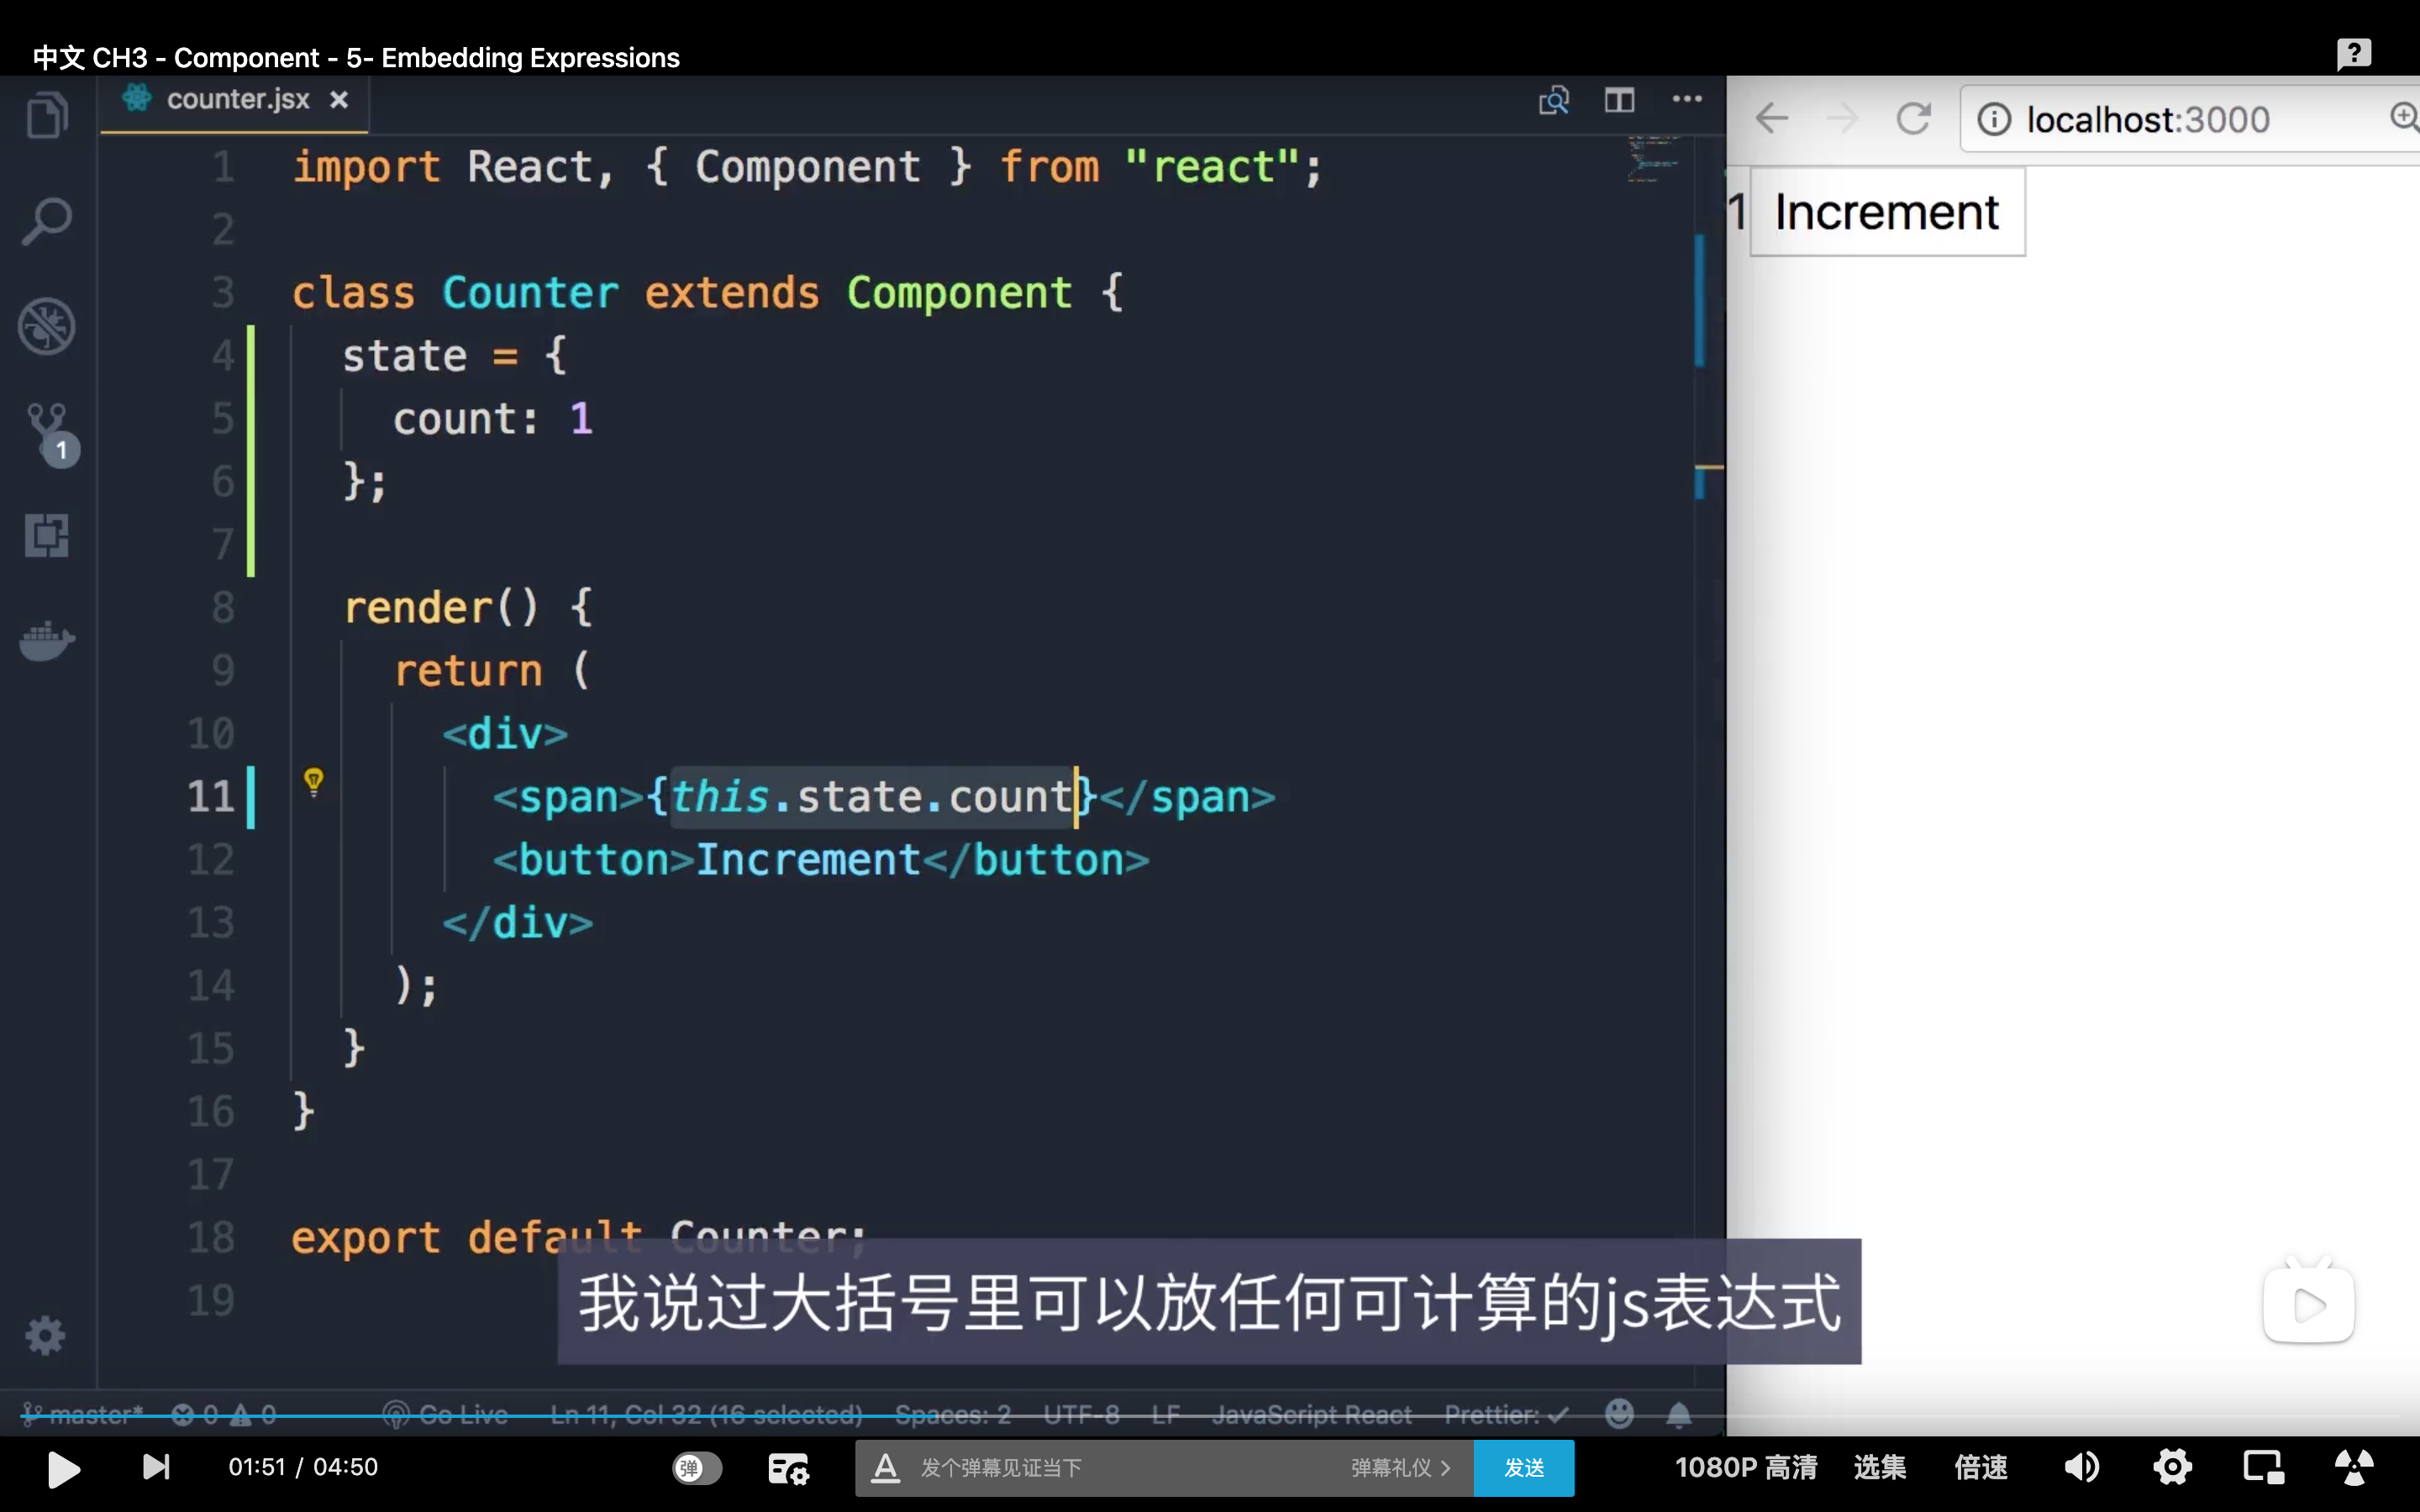 中文 CH3 - Component - 5- Embedding Expressions
counter.jsx
localhost:3000
1 import React, { Component } from "react";
2
3 class Counter extends Component {
4 state = {
5 count: 1
6 };
7
8 render() {
9 return (
10 <div>
11 <span>{this.state.count}</span>
12 <button>Increment</button>
13 </div>
14 );
15 }
16 }
17
18 export default Counter;
19
1
1 Increment
我说过大括号里可以放任何可计算的js表达式
master* 0 0 Go Live Ln 11, Col 32 (16 selected) Spaces: 2 UTF-8 LF JavaScript React Prettier: ✓
01:51 / 04:50 弹 发个弹幕见证当下 弹幕礼仪 > 发送 1080P 高清 选集 倍速